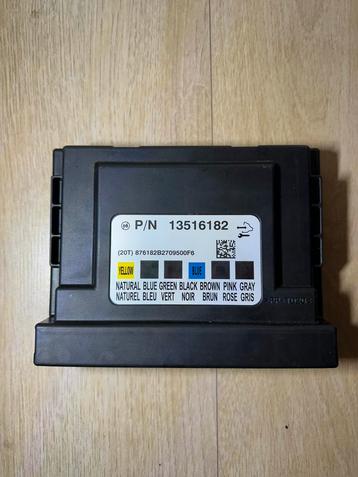 P/N 13516182
(20T) 876182B2709500F6
YELLOW BLUE
NATURAL BLUE GREEN BLACK BROWN PINK GRAY
NATUREL BLEU VERT NOIR BRUN ROSE GRIS